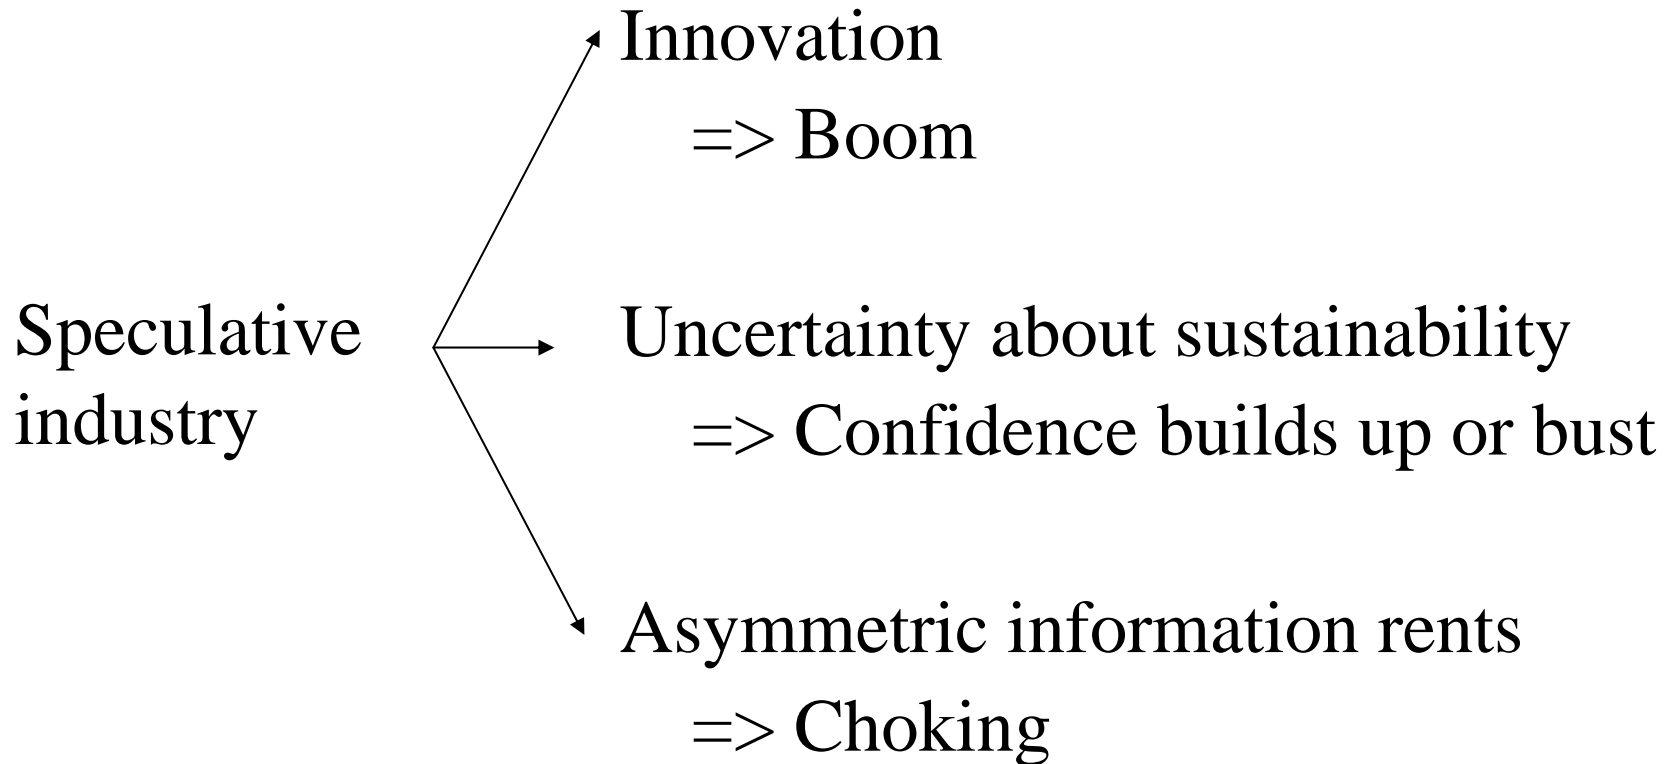 Innovation
=> Boom
Speculative
industry
Uncertainty about sustainability
=> Confidence builds up or bust
Asymmetric information rents
=> Choking